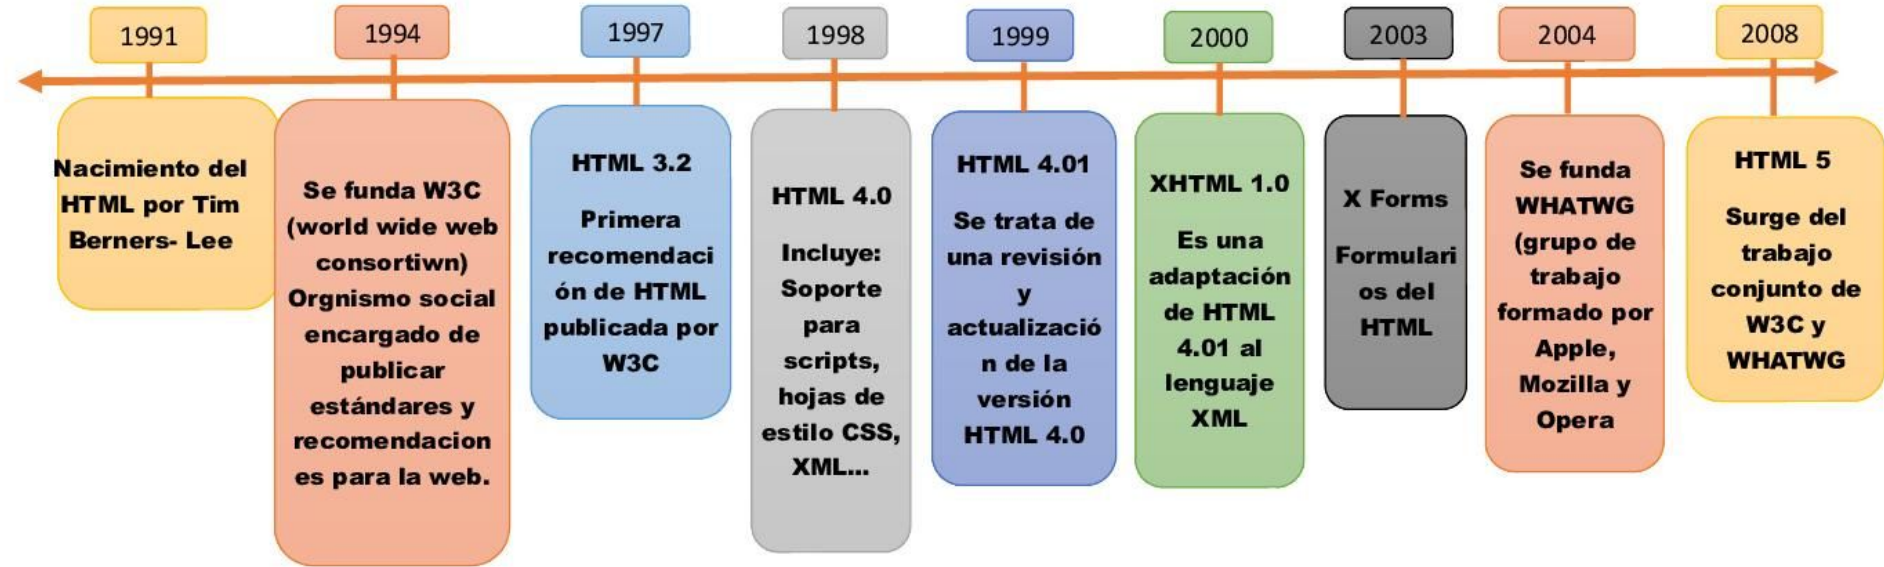 1991
Nacimiento del
HTML por Tim
Berners- Lee
1994
Se funda W3C
(world wide web
consortiwn)
Orgnismo social
encargado de
publicar
estándares y
recomendacion
es para la web.
1997
HTML 3.2
Primera
recomendaci
ón de HTML
publicada por
W3C
1998
HTML 4.0
Incluye:
Soporte
para
scripts,
hojas de
estilo CSS,
XML...
1999
HTML 4.01
Se trata de
una revisión
y
actualizació
n de la
versión
HTML 4.0
2000
XHTML 1.0
Es una
adaptación
de HTML
4.01 al
lenguaje
XML
2003
X Forms
Formulari
os del
HTML
2004
Se funda
WHATWG
(grupo de
trabajo
formado por
Apple,
Mozilla y
Opera
2008
HTML 5
Surge del
trabajo
conjunto de
W3C y
WHATWG